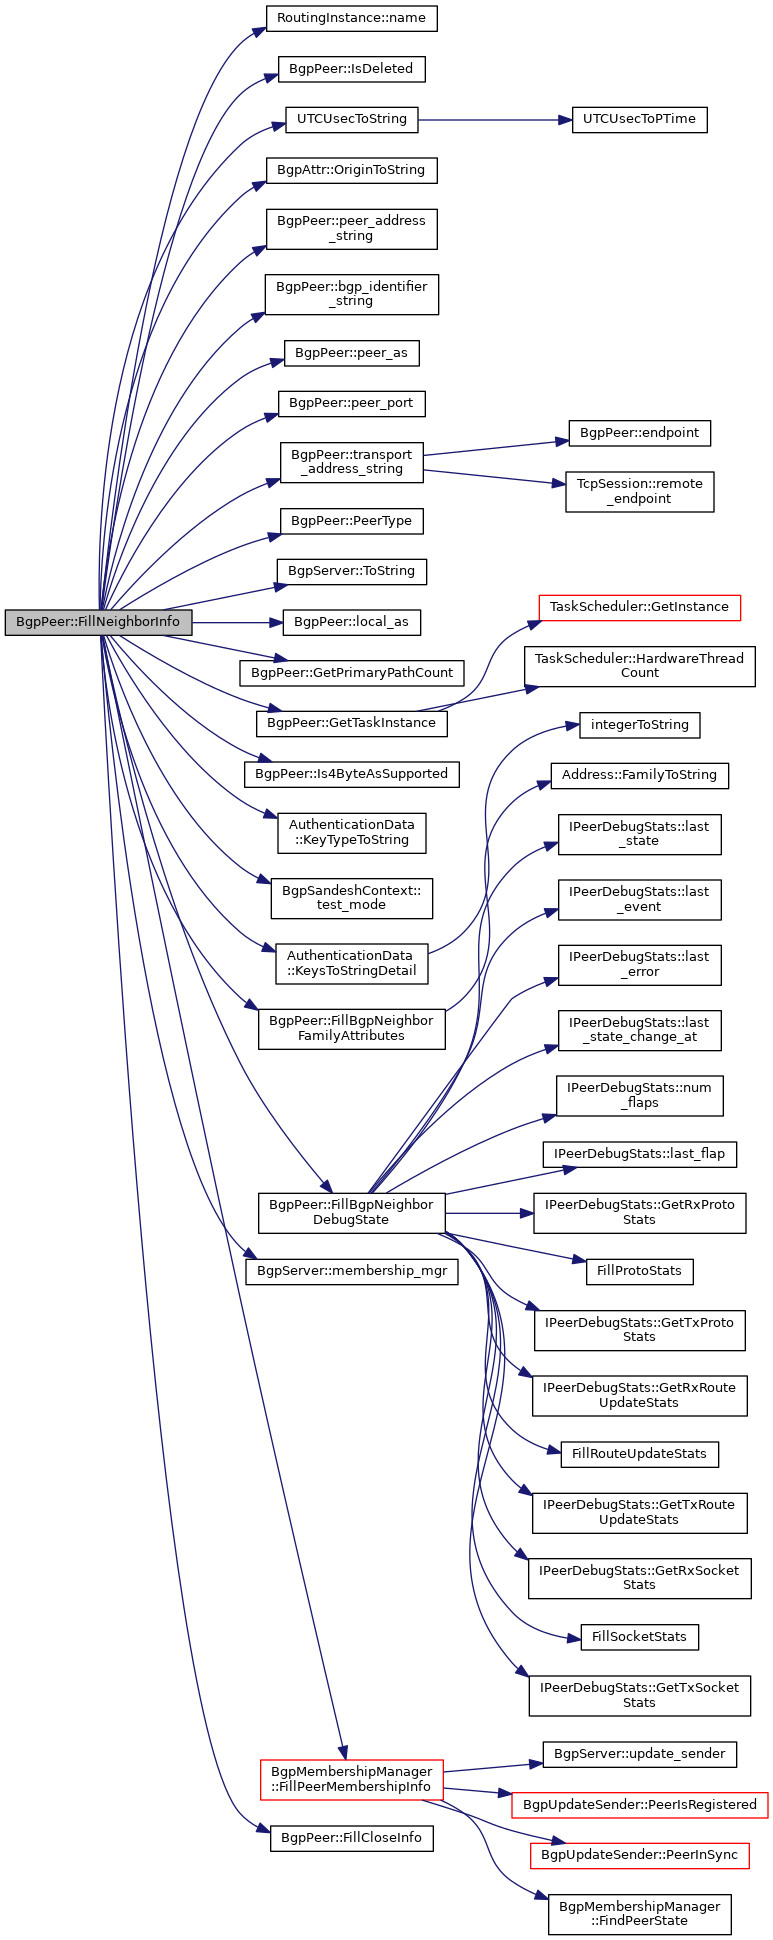 RoutingInstance::name
BgpPeer::IsDeleted
UTCUsecToString
UTCUsecToPTime
BgpAttr::OriginToString
BgpPeer::peer_address
_string
BgpPeer::bgp_identifier
_string
BgpPeer::peer_as
BgpPeer::peer_port
BgpPeer::transport
_address_string
BgpPeer::endpoint
TcpSession::remote
_endpoint
BgpPeer::PeerType
BgpServer::ToString
BgpPeer::FillNeighborInfo
BgpPeer::local_as
TaskScheduler::GetInstance
BgpPeer::GetPrimaryPathCount
TaskScheduler::HardwareThread
Count
BgpPeer::GetTaskInstance
integerToString
BgpPeer::Is4ByteAsSupported
Address::FamilyToString
AuthenticationData
::KeyTypeToString
IPeerDebugStats::last
_state
BgpSandeshContext::
test_mode
IPeerDebugStats::last
_event
AuthenticationData
::KeysToStringDetail
IPeerDebugStats::last
_error
BgpPeer::FillBgpNeighbor
FamilyAttributes
IPeerDebugStats::last
_state_change_at
IPeerDebugStats::num
_flaps
IPeerDebugStats::last_flap
BgpPeer::FillBgpNeighbor
DebugState
IPeerDebugStats::GetRxProto
Stats
BgpServer::membership_mgr
FillProtoStats
IPeerDebugStats::GetTxProto
Stats
IPeerDebugStats::GetRxRoute
UpdateStats
FillRouteUpdateStats
IPeerDebugStats::GetTxRoute
UpdateStats
IPeerDebugStats::GetRxSocket
Stats
FillSocketStats
IPeerDebugStats::GetTxSocket
Stats
BgpMembershipManager
::FillPeerMembershipInfo
BgpServer::update_sender
BgpUpdateSender::PeerIsRegistered
BgpPeer::FillCloseInfo
BgpUpdateSender::PeerInSync
BgpMembershipManager
::FindPeerState